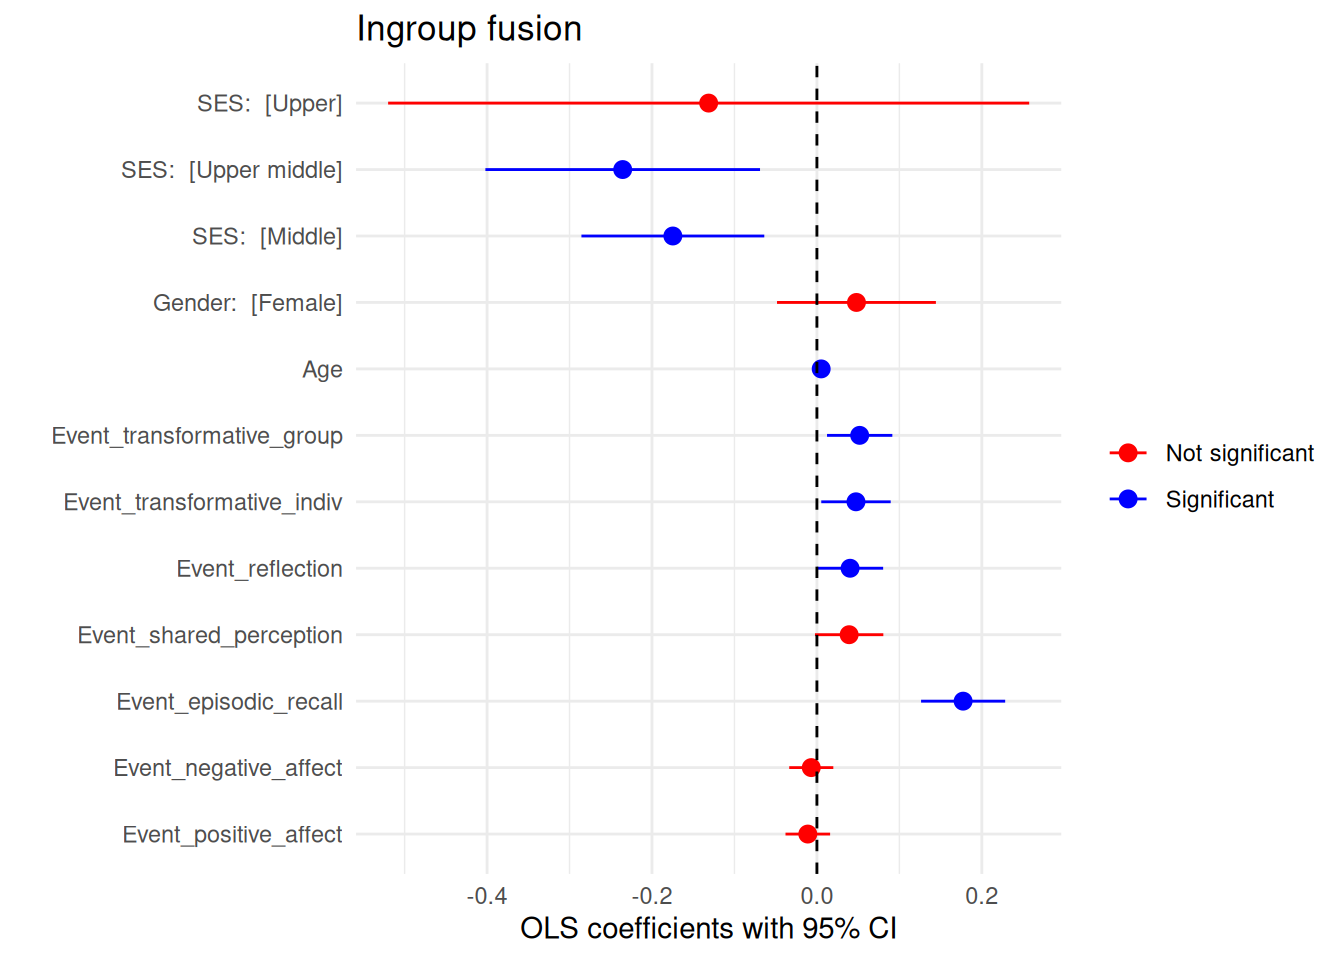 Ingroup fusion
SES:  [Upper]
SES:  [Upper middle]
SES:  [Middle]
Gender:  [Female]
Age
Event_transformative_group
Event_transformative_indiv
Event_reflection
Event_shared_perception
Event_episodic_recall
Event_negative_affect
Event_positive_affect
-0.4 -0.2 0.0 0.2
OLS coefficients with 95% CI
Not significant
Significant